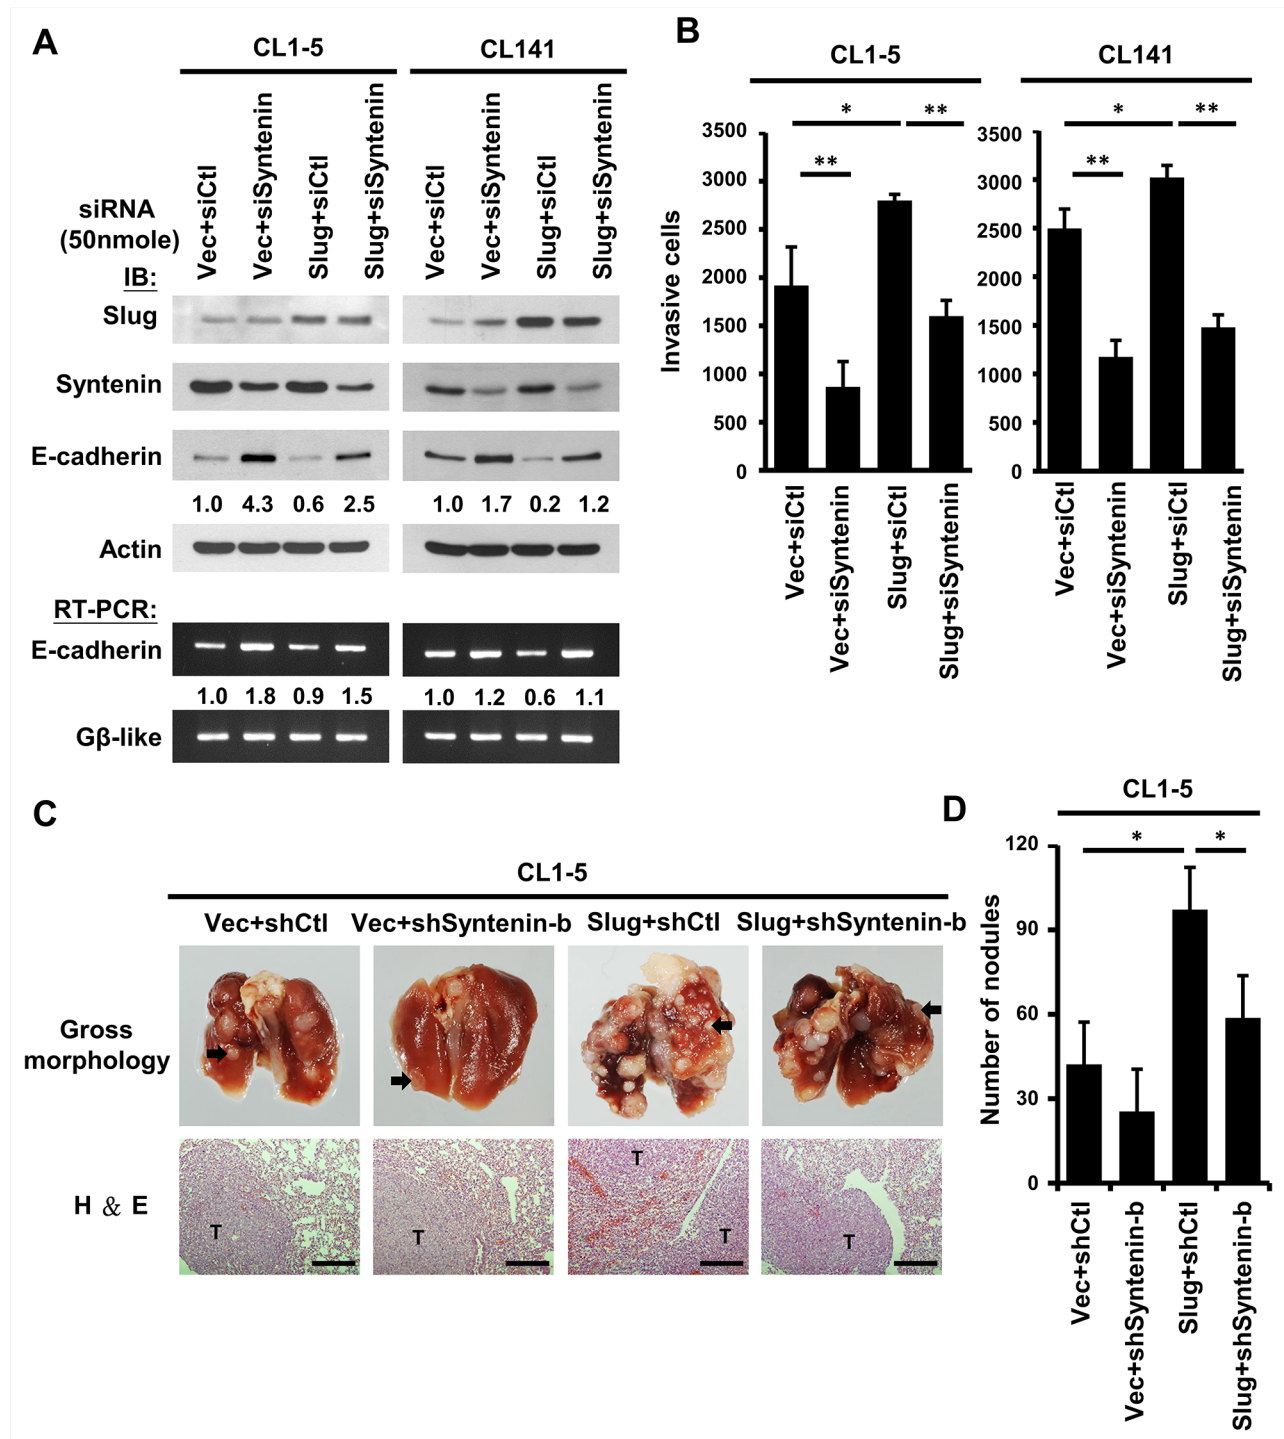 A
CL1-5
CL141
siRNA
(50nmole)
Vec+siCtl
Vec+siSyntenin
Slug+siCtl
Slug+siSyntenin
Vec+siCtl
Vec+siSyntenin
Slug+siCtl
Slug+siSyntenin
IB:
Slug
Syntenin
E-cadherin
1.0 4.3 0.6 2.5
1.0 1.7 0.2 1.2
Actin
RT-PCR:
E-cadherin
1.0 1.8 0.9 1.5
1.0 1.2 0.6 1.1
Gβ-like
B
CL1-5
CL141
* **
**
* **
**
Invasive cells
3500
3000
2500
2000
1500
1000
500
0
3500
3000
2500
2000
1500
1000
500
0
Vec+siCtl
Vec+siSyntenin
Slug+siCtl
Slug+siSyntenin
Vec+siCtl
Vec+siSyntenin
Slug+siCtl
Slug+siSyntenin
C
CL1-5
Vec+shCtl
Vec+shSyntenin-b
Slug+shCtl
Slug+shSyntenin-b
Gross
morphology
H & E
T
T
T
T
T
D
CL1-5
* *
Number of nodules
120
90
60
30
0
Vec+shCtl
Vec+shSyntenin-b
Slug+shCtl
Slug+shSyntenin-b